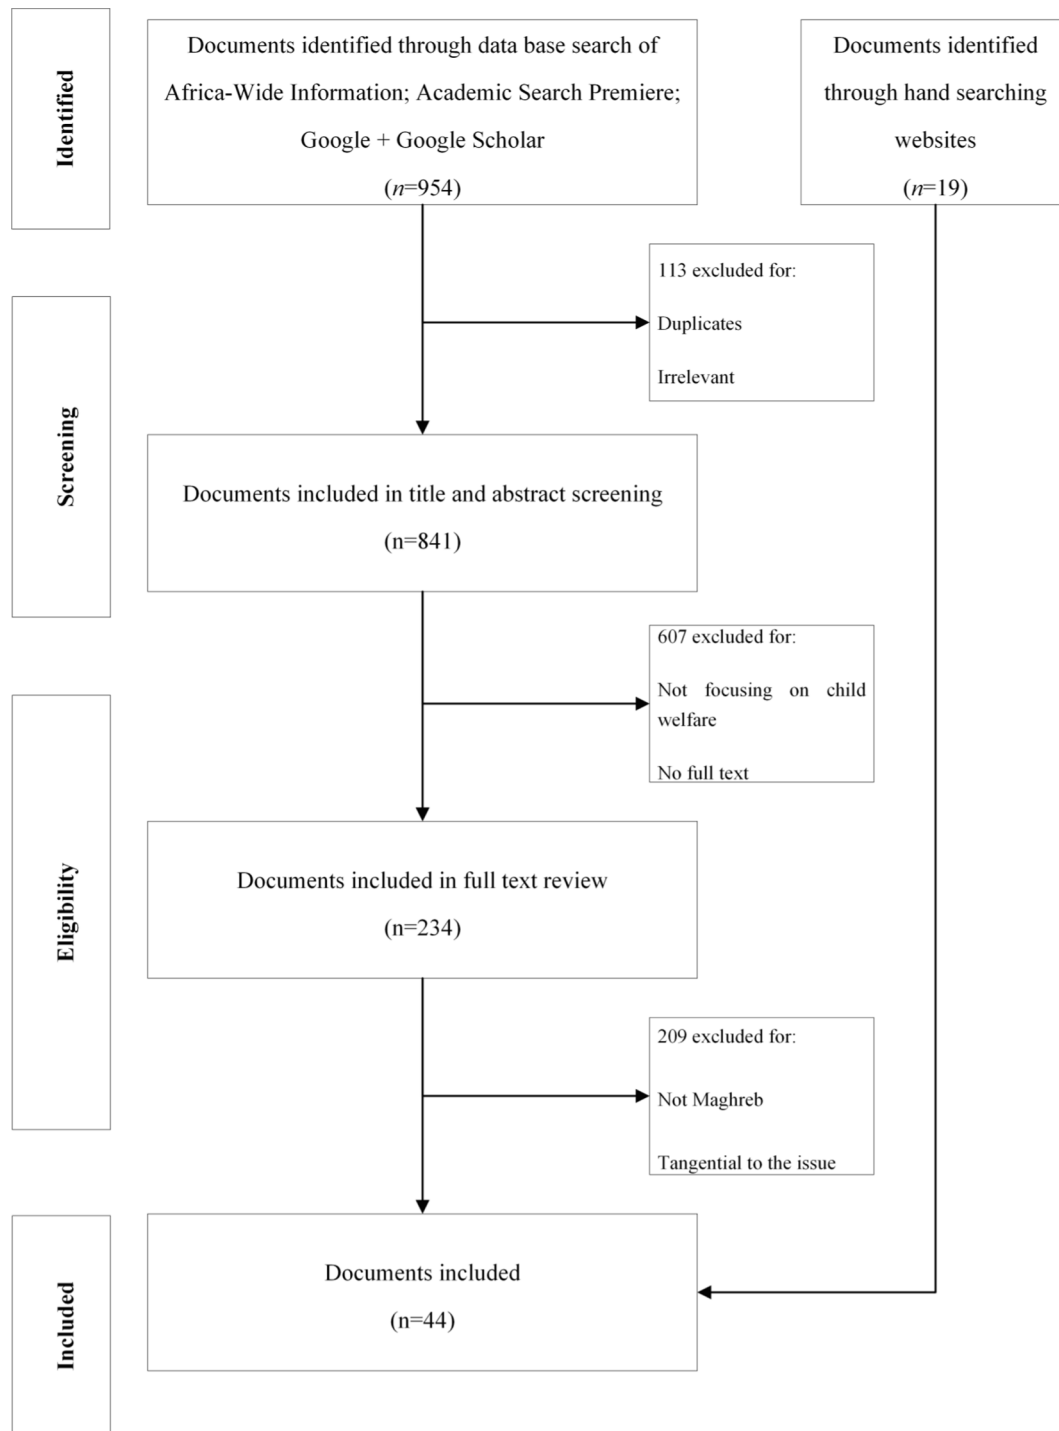 Identified
Documents identified through data base search of
Africa-Wide Information; Academic Search Premiere;
Google + Google Scholar
(n=954)
Documents identified
through hand searching
websites
(n=19)
113 excluded for:
Duplicates
Irrelevant
Screening
Documents included in title and abstract screening
(n=841)
607 excluded for:
Not focusing on child
welfare
No full text
Eligibility
Documents included in full text review
(n=234)
209 excluded for:
Not Maghreb
Tangential to the issue
Included
Documents included
(n=44)